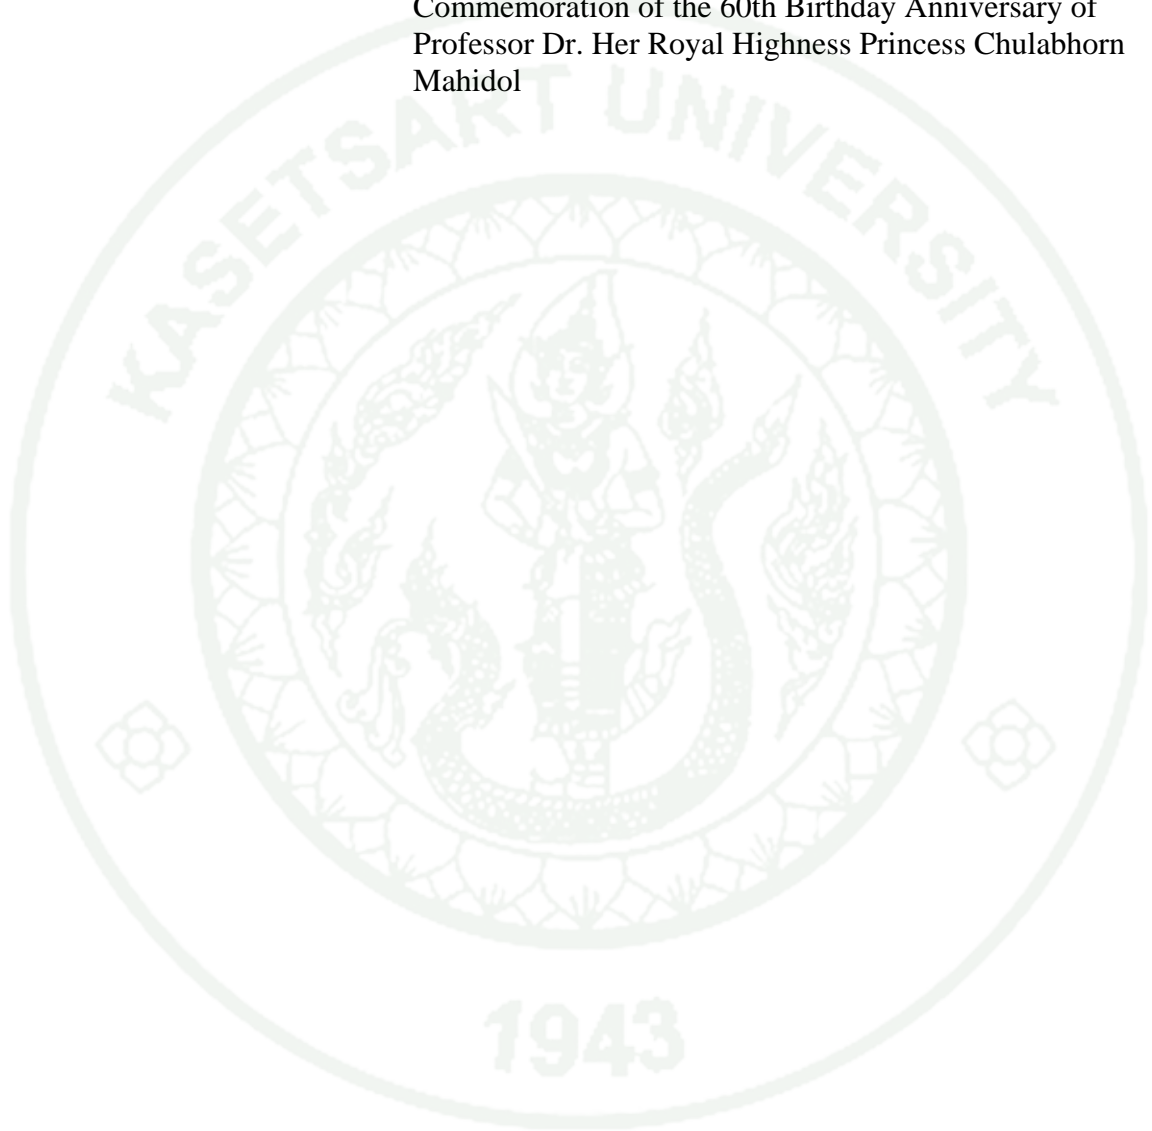 Commemoration of the 60th Birthday Anniversary of
Professor Dr. Her Royal Highness Princess Chulabhorn
Mahidol
KASETSART UNIVERSITY
1943